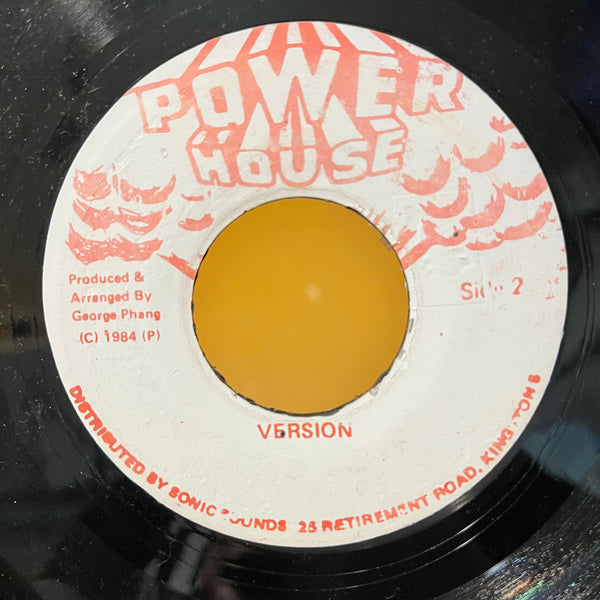 POWER
HOUSE
Produced &
Arranged By
George Phang
(C) 1984 (P)
Side 2
VERSION
DISTRIBUTED BY SONIC SOUNDS 25 RETIREMENT ROAD, KINGSTON 5